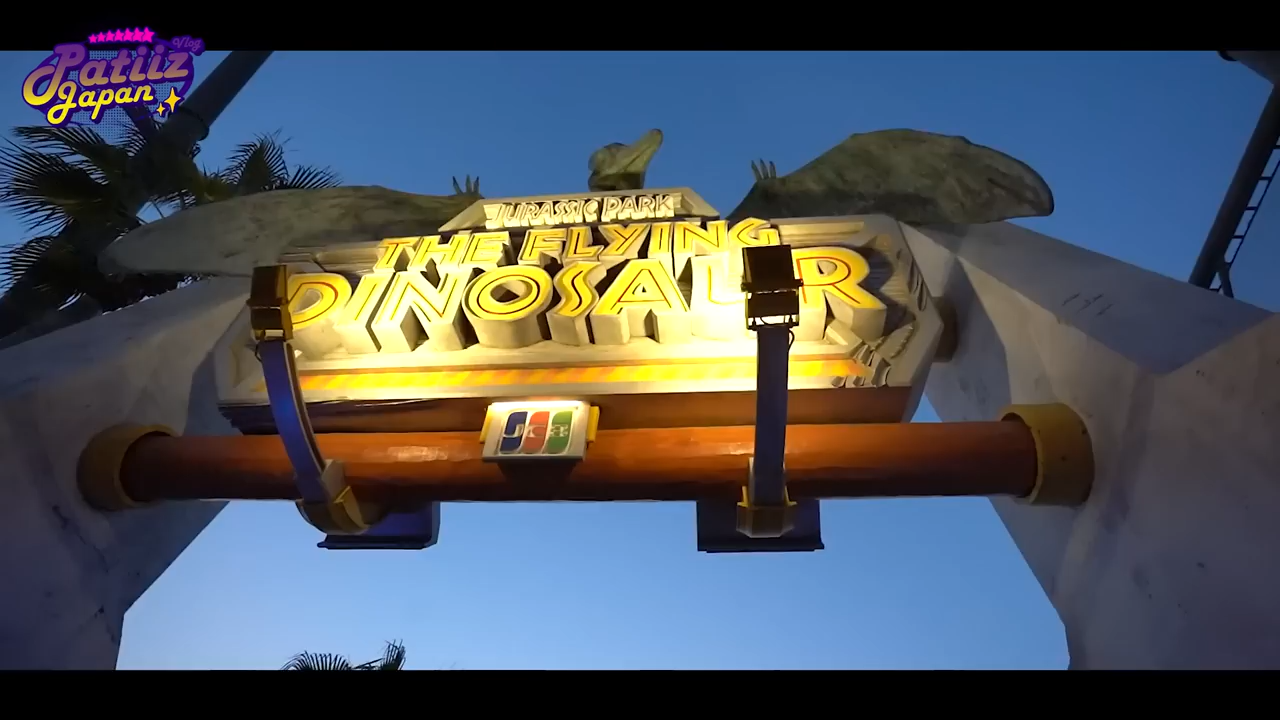 Vlog
Patiiz
Japan
JURASSIC PARK
THE FLYING
DINOSAUR
JCB